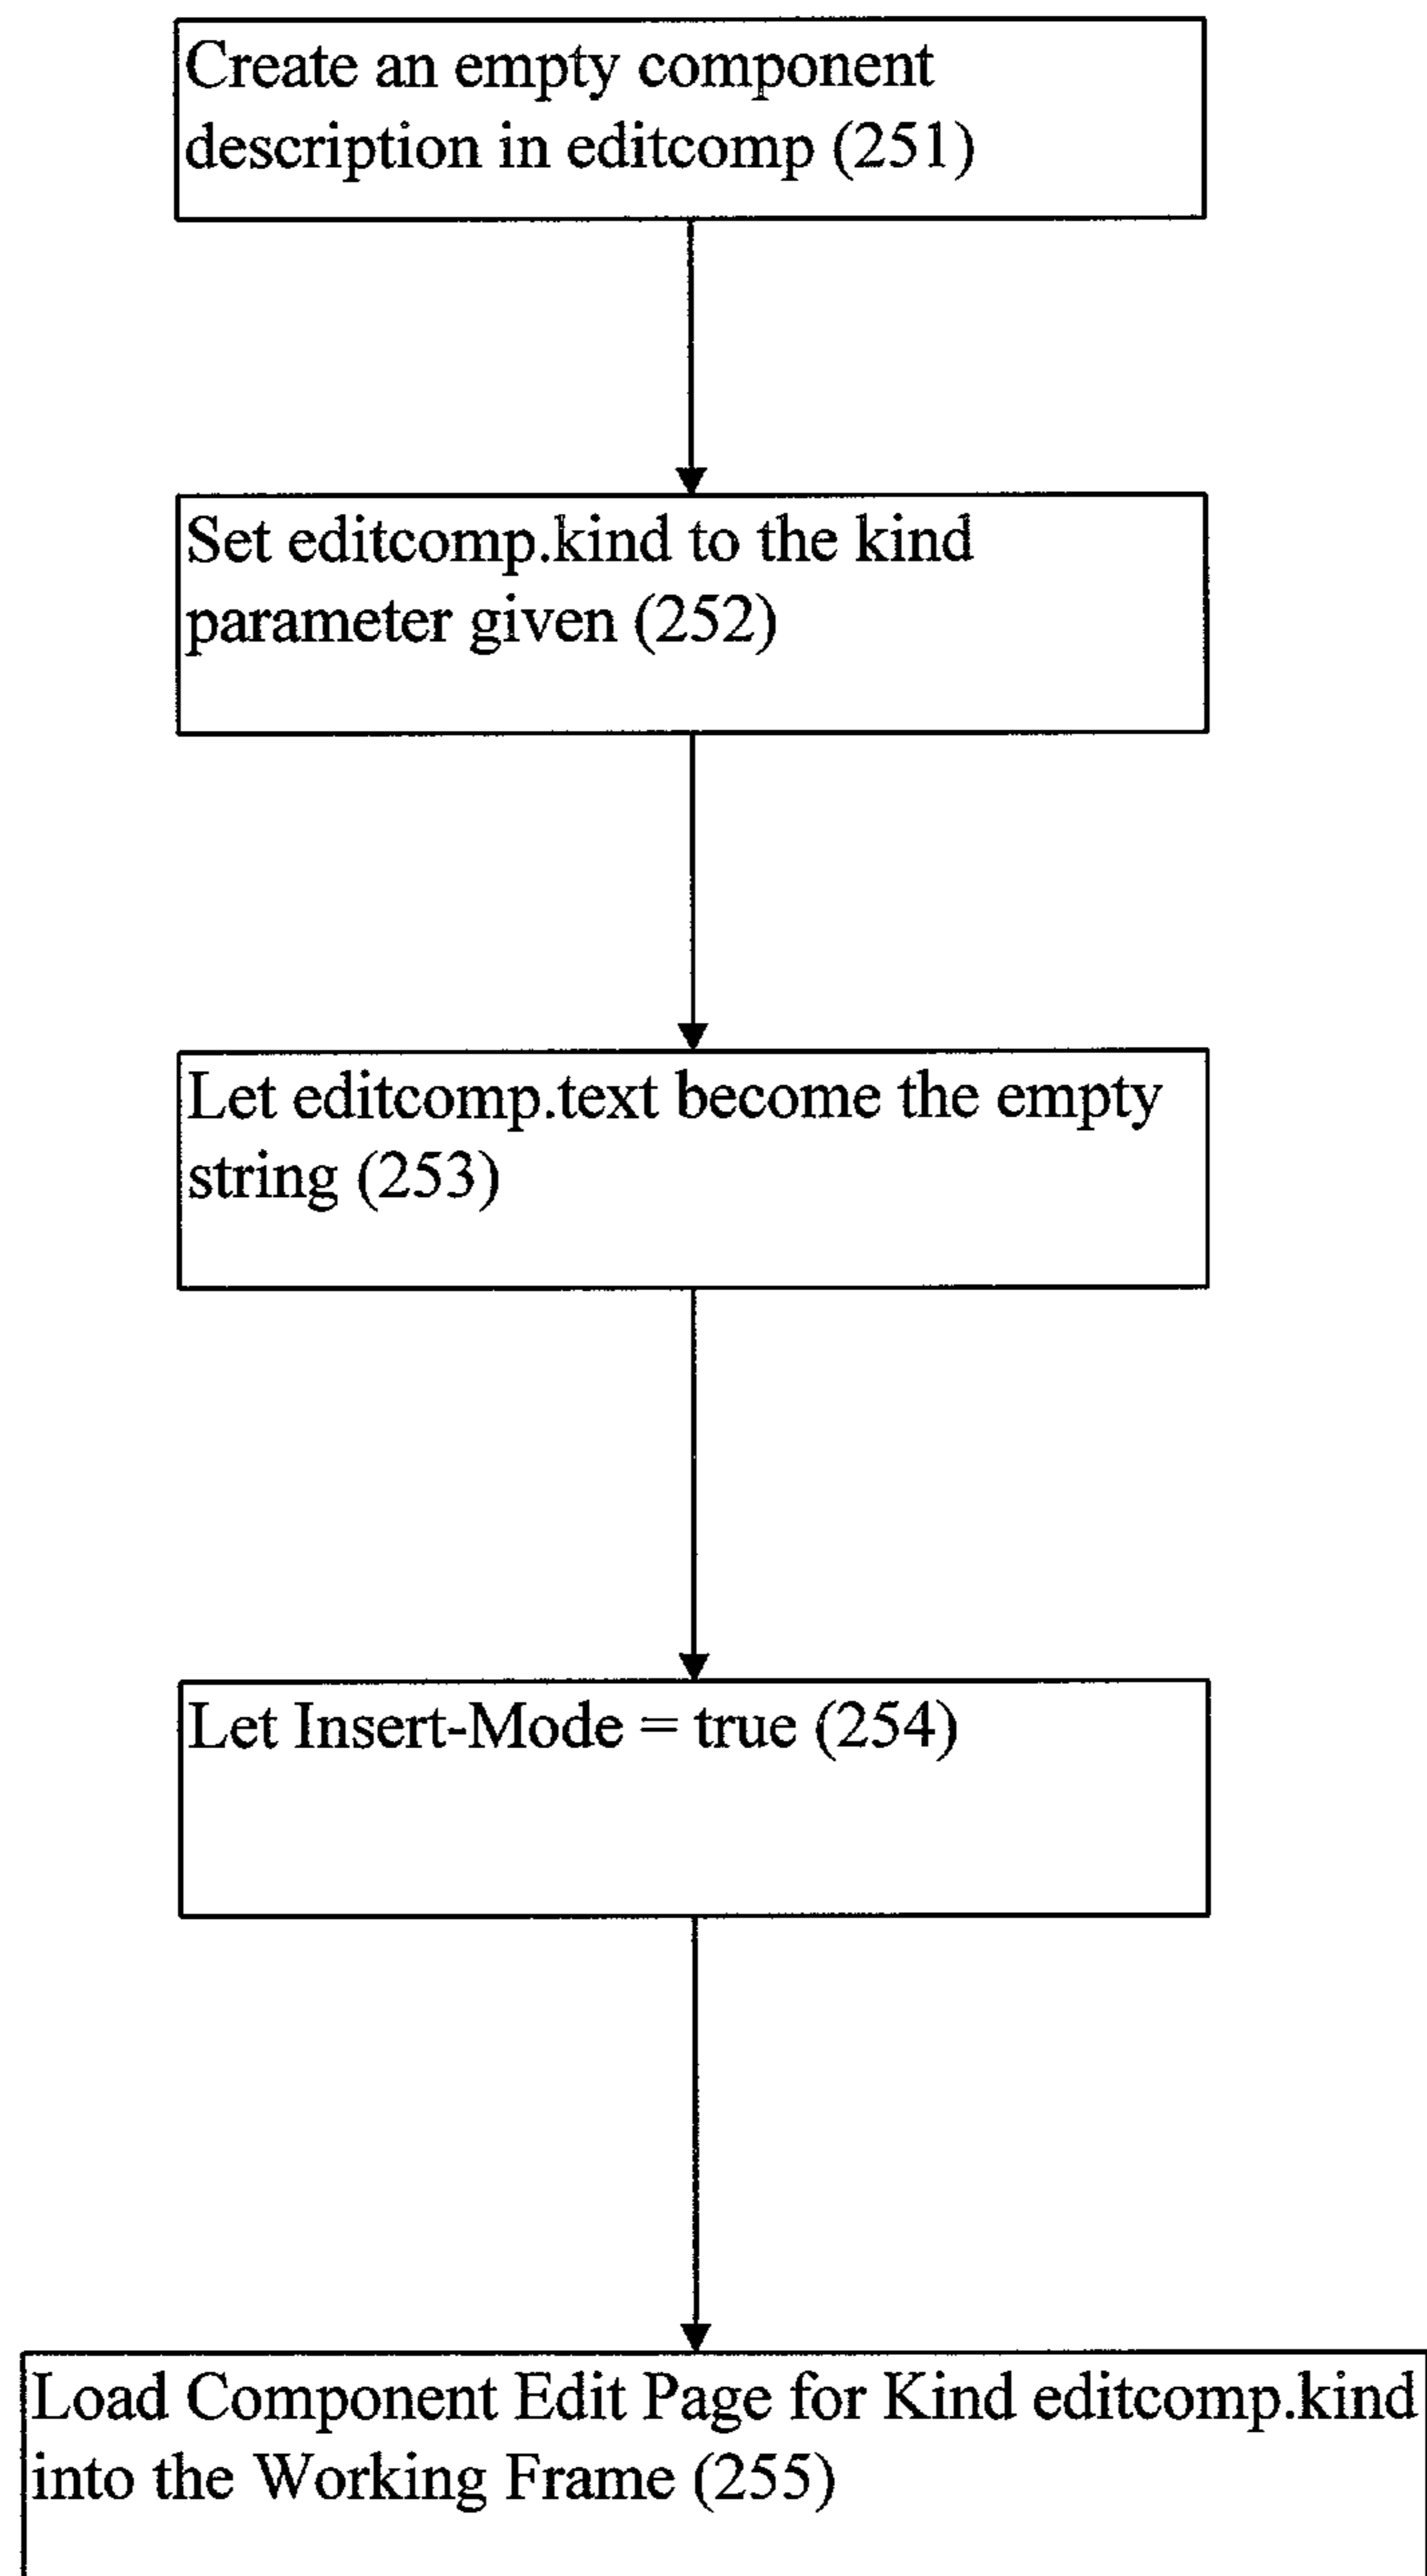 Create an empty component
description in editcomp (251)
Set editcomp.kind to the kind
parameter given (252)
Let editcomp.text become the empty
string (253)
Let Insert-Mode = true (254)
Load Component Edit Page for Kind editcomp.kind
into the Working Frame (255)